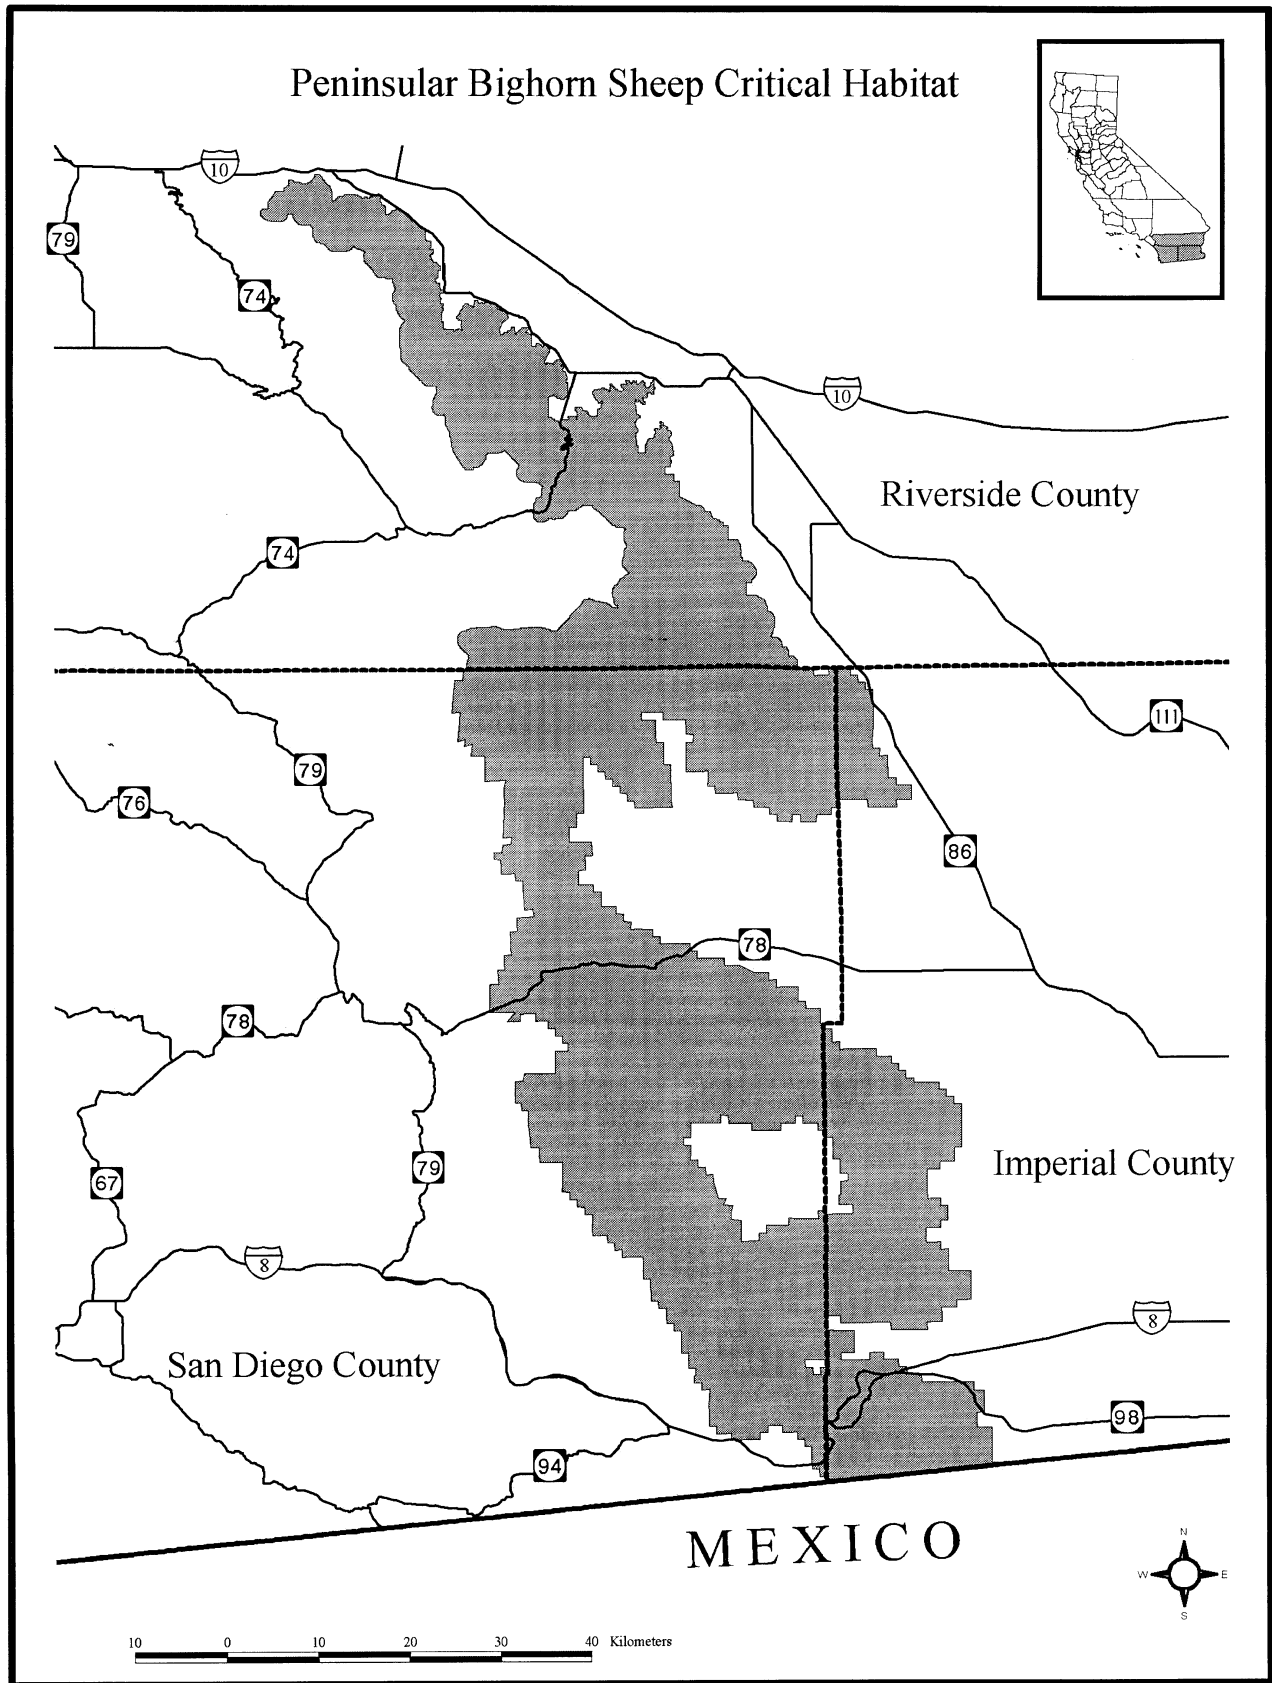 Peninsular Bighorn Sheep Critical Habitat
10
79
74
10
Riverside County
74
111
79
76
86
78
78
Imperial County
79
67
8
8
San Diego County
98
94
MEXICO
N
W E
S
10 0 10 20 30 40 Kilometers